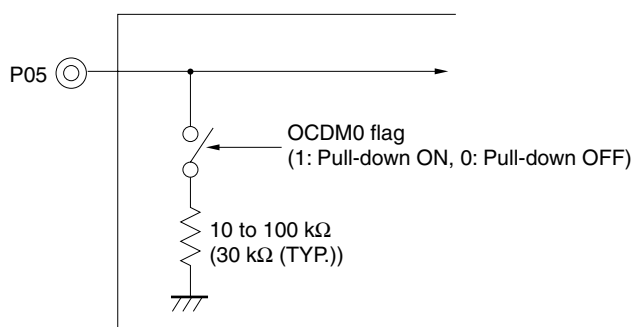 P05
OCDM0 flag
(1: Pull-down ON, 0: Pull-down OFF)
10 to 100 kΩ
(30 kΩ (TYP.))